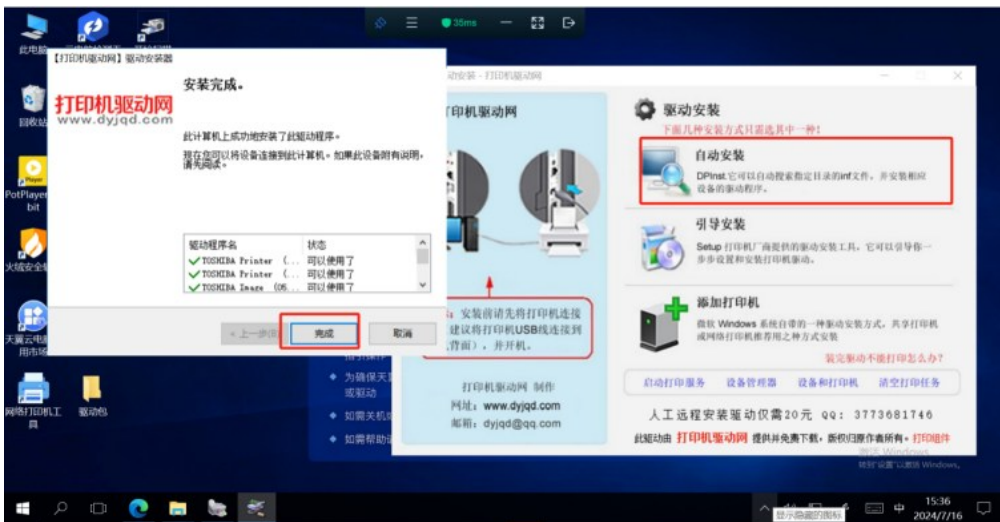 35ms
此电脑
回收站
PotPlayer
bit
天翼云电脑
用市场
网络打印机工
具
驱动包
【打印机驱动网】驱动安装器
安装完成。
打印机驱动网
www.dyjqd.com
此计算机上成功地安装了此驱动程序。
现在您可以将设备连接到此计算机。如果此设备附有说明，
请先阅读。
驱动程序名 状态
TOSHIBA Printer (... 可以使用了
TOSHIBA Printer (... 可以使用了
TOSHIBA Image (06... 可以使用了
< 上一步(B)
完成
取消
动安装 - 打印机驱动网
印机驱动网
安装前请先将打印机连接
建议将打印机USB线连接到
背面），并开机。
打印机驱动网 制作
网址：www.dyjqd.com
邮箱：dyjqd@qq.com
驱动安装
下面几种安装方式只需选其中一种！
自动安装
DPInst 它可以自动搜索指定目录的inf文件，并安装相应
设备的驱动程序。
引导安装
Setup 打印机厂商提供的驱动安装工具，它可以引导你一
步步设置和安装打印机驱动。
添加打印机
微软 Windows 系统自带的一种驱动安装方式，共享打印机
或网络打印机推荐用之种方式安装
装完驱动不能打印怎么办？
启动打印服务 设备管理器 设备和打印机 清空打印任务
人工远程安装驱动仅需20元 QQ：3773681746
此驱动由 打印机驱动网 提供并免费下载，版权归原作者所有。打印组件
为确保天
或驱动
如需关机
如需帮助
激活 Windows
转到"设置"以激活 Windows。
显示隐藏的图标
中
15:36
2024/7/16